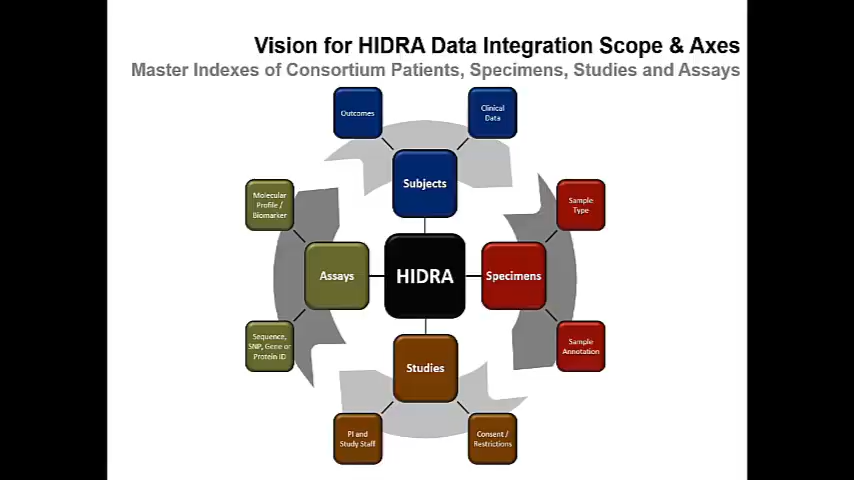 Vision for HIDRA Data Integration Scope & Axes
Master Indexes of Consortium Patients, Specimens, Studies and Assays
Outcomes
Clinical
Data
Subjects
Molecular
Profile /
Biomarker
Sample
Type
Assays
HIDRA
Specimens
Sequence,
SNP, Gene or
Protein ID
Sample
Annotation
Studies
PI and
Study Staff
Consent /
Restrictions